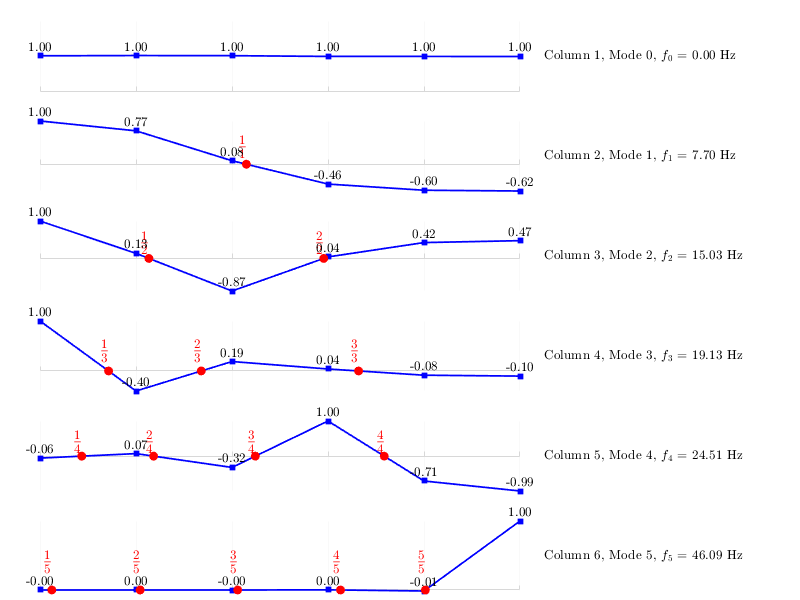 1.00 1.00 1.00 1.00 1.00 1.00 Column 1, Mode 0, f₀ = 0.00 Hz
1.00 0.77 0.08 1/1 -0.46 -0.60 -0.62 Column 2, Mode 1, f₁ = 7.70 Hz
1.00 0.13 1/2 -0.87 2/2 0.04 0.42 0.47 Column 3, Mode 2, f₂ = 15.03 Hz
1.00 1/3 -0.40 2/3 0.19 0.04 3/3 -0.08 -0.10 Column 4, Mode 3, f₃ = 19.13 Hz
-0.06 1/4 0.07 2/4 -0.32 3/4 1.00 4/4 -0.71 -0.99 Column 5, Mode 4, f₄ = 24.51 Hz
-0.00 1/5 0.00 2/5 -0.00 3/5 0.00 4/5 -0.01 5/5 1.00 Column 6, Mode 5, f₅ = 46.09 Hz